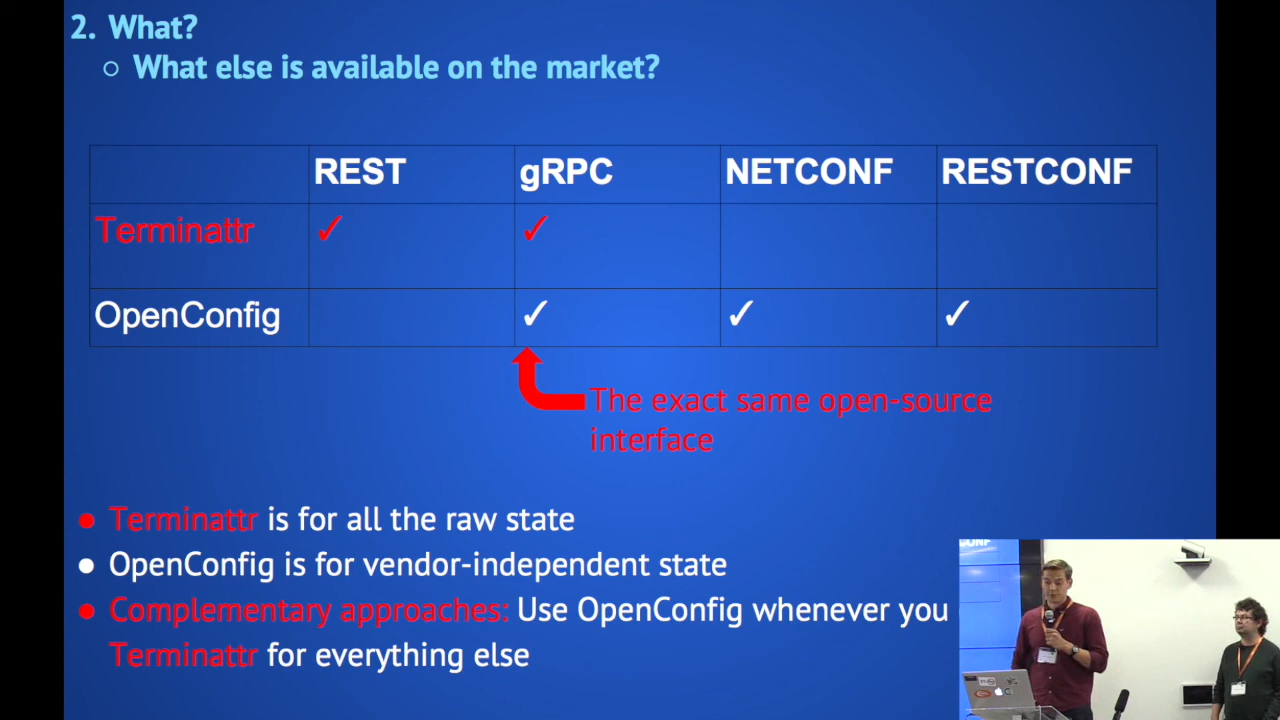 2. What?
○ What else is available on the market?
REST gRPC NETCONF RESTCONF
Terminattr ✓ ✓
OpenConfig ✓ ✓ ✓
The exact same open-source
interface
● Terminattr is for all the raw state
● OpenConfig is for vendor-independent state
● Complementary approaches: Use OpenConfig whenever you
Terminattr for everything else
CONF